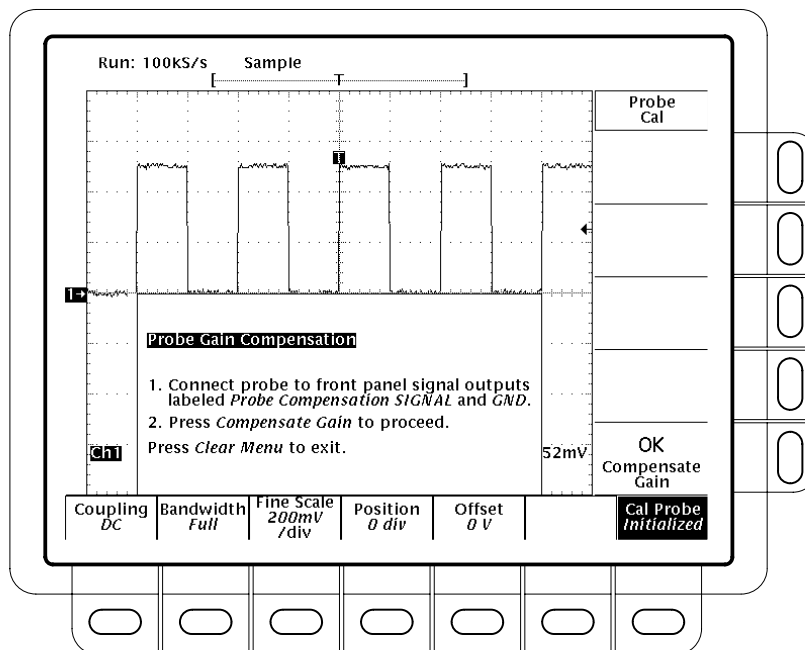 Run: 100kS/s Sample
[ T ]
Probe
Cal
T
1→
Probe Gain Compensation
1. Connect probe to front panel signal outputs
labeled Probe Compensation SIGNAL and GND.
2. Press Compensate Gain to proceed.
Press Clear Menu to exit.
Ch1
52mV
OK
Compensate
Gain
Coupling
DC
Bandwidth
Full
Fine Scale
200mV
/div
Position
0 div
Offset
0 V
Cal Probe
Initialized